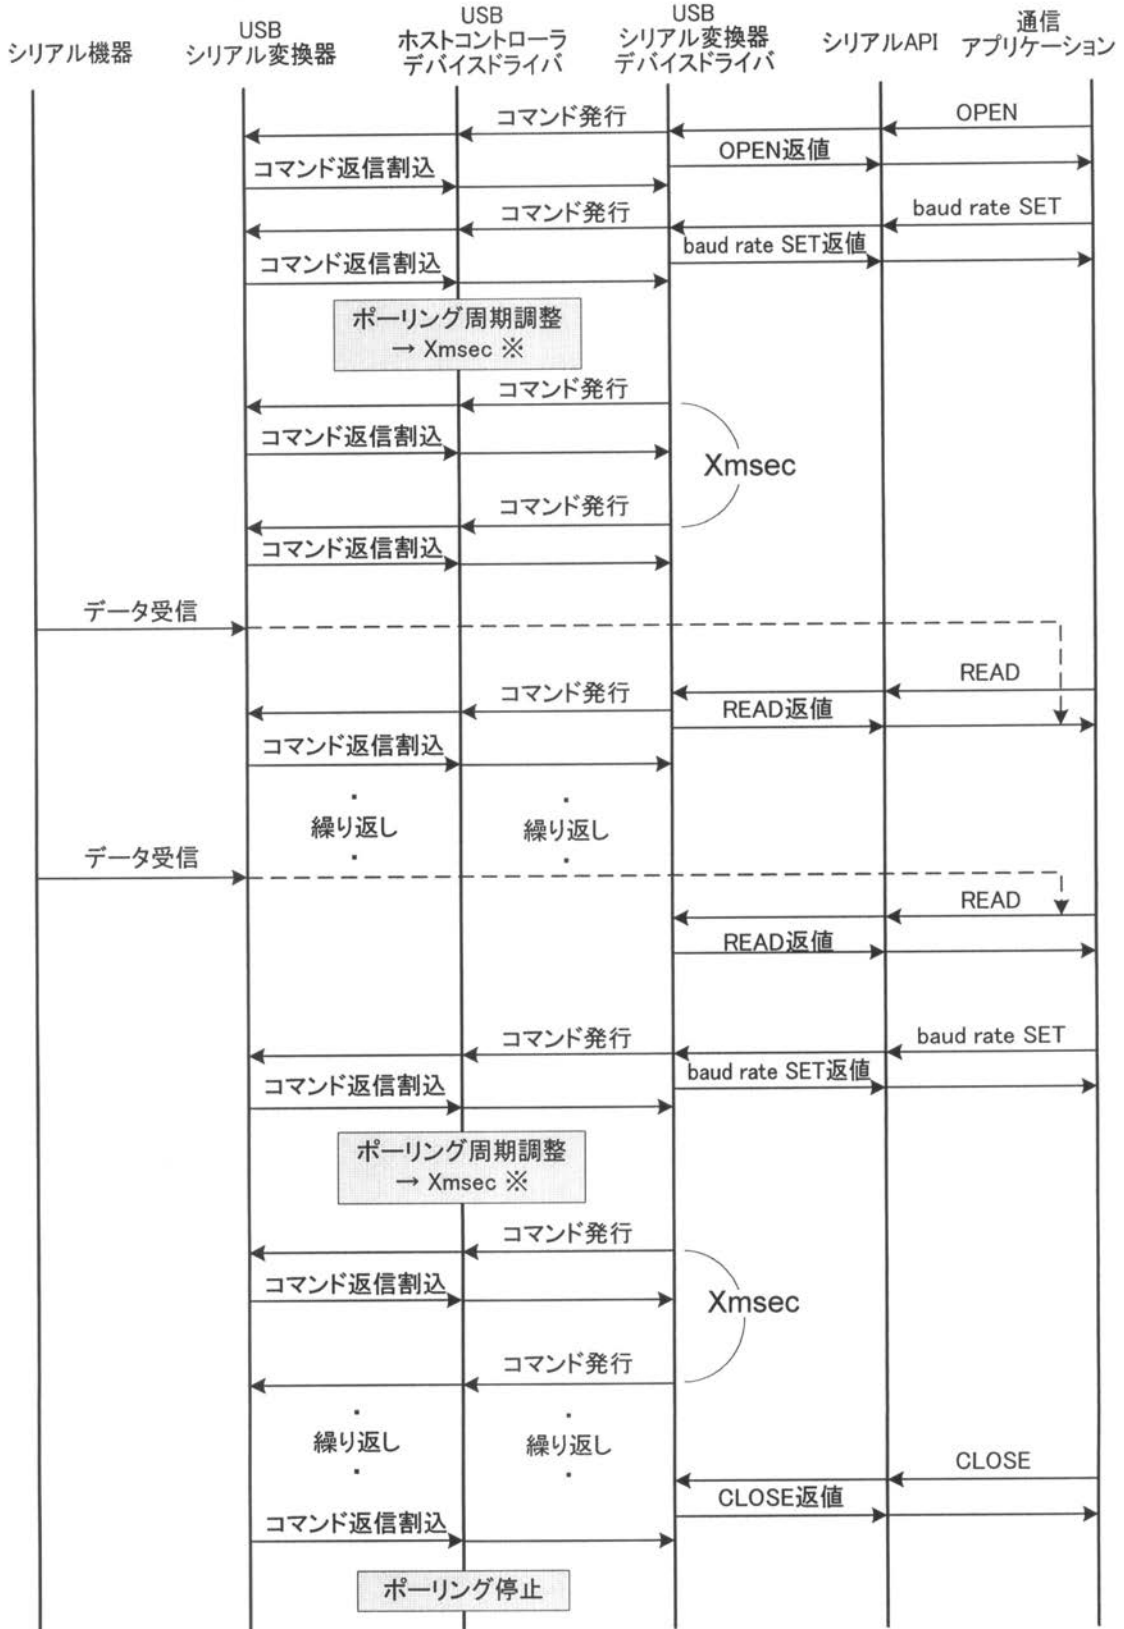 シリアル機器
USB
シリアル変換器
USB
ホストコントローラ
デバイスドライバ
USB
シリアル変換器
デバイスドライバ
シリアルAPI
通信
アプリケーション
OPEN
コマンド発行
OPEN返値
コマンド返信割込
baud rate SET
コマンド発行
baud rate SET返値
コマンド返信割込
ポーリング周期調整
→ Xmsec ※
コマンド発行
コマンド返信割込
Xmsec
コマンド発行
コマンド返信割込
データ受信
READ
コマンド発行
READ返値
コマンド返信割込
・
繰り返し
・
・
繰り返し
・
データ受信
READ
READ返値
baud rate SET
コマンド発行
baud rate SET返値
コマンド返信割込
ポーリング周期調整
→ Xmsec ※
コマンド発行
コマンド返信割込
Xmsec
コマンド発行
・
繰り返し
・
・
繰り返し
・
CLOSE
CLOSE返値
コマンド返信割込
ポーリング停止